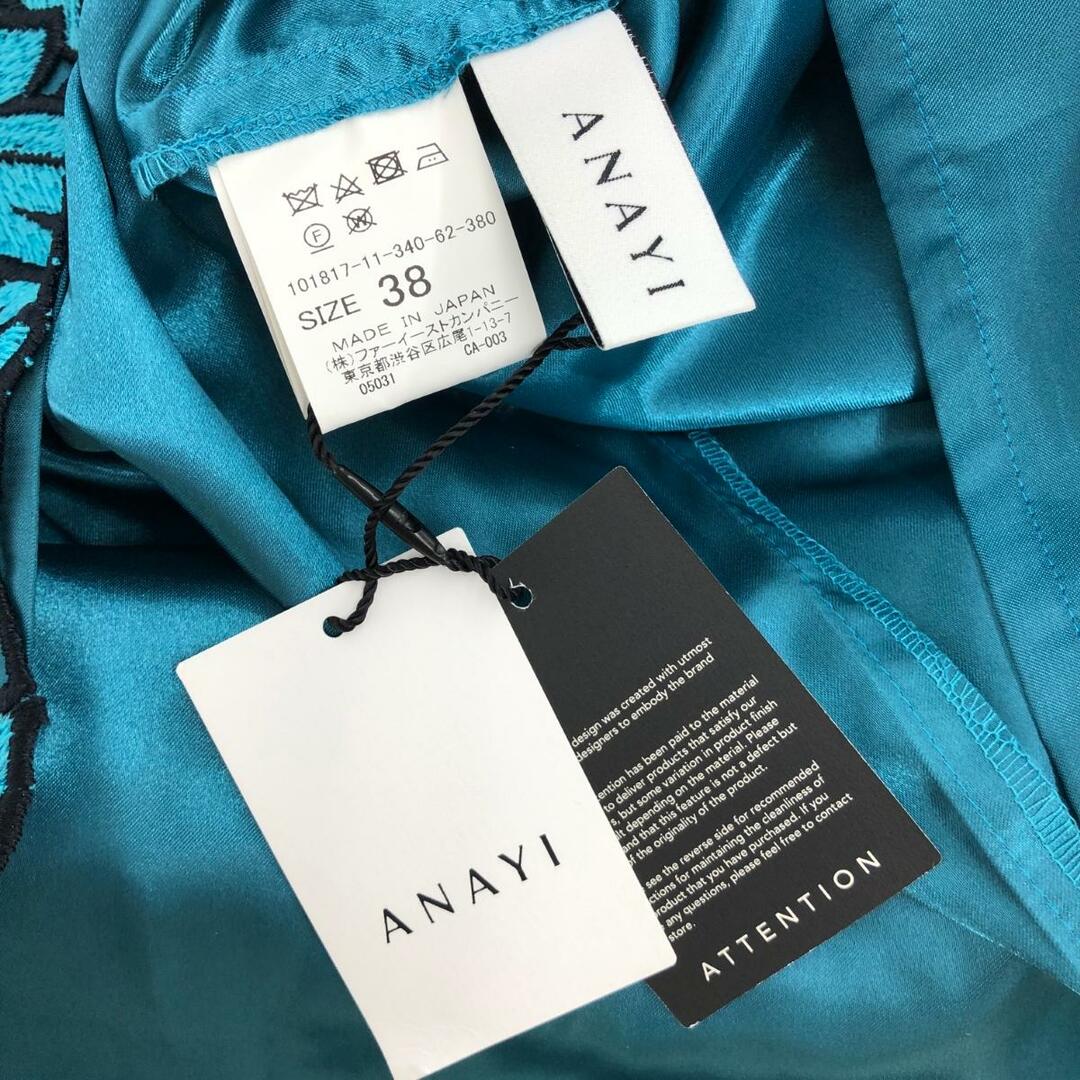 F
W
101817-11-340-62-380
SIZE 38
MADE IN JAPAN
(株)ファーイーストカンパニー
東京都渋谷区広尾1-13-7
05031 CA-003
ANAYI
ANAYI
design was created with utmost
designers to embody the brand
has been paid to the material
to deliver products that satisfy our
but some variation in product finish
depending on the material. Please
and that this feature is not a defect but
of the originality of the product.
see the reverse side for recommended
for maintaining the cleanliness of
product that you have purchased. If you
any questions, please feel free to contact
store.
ATTENTION